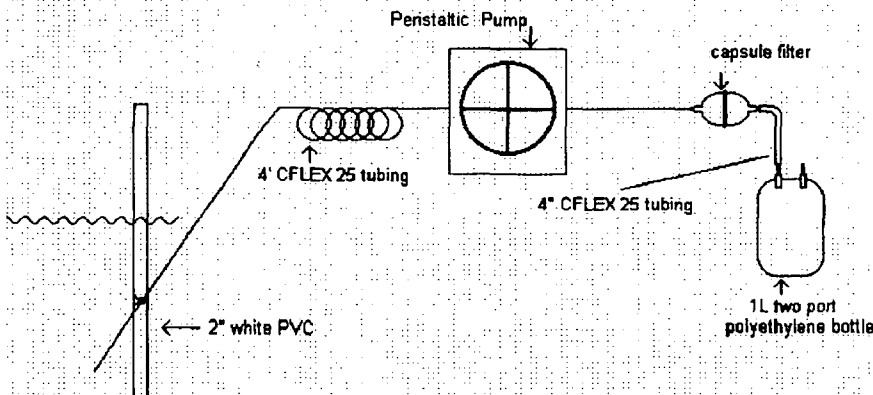 Peristaltic Pump
capsule filter
4' CFLEX 25 tubing
4" CFLEX 25 tubing
2" white PVC
1L two port
polyethylene bottle